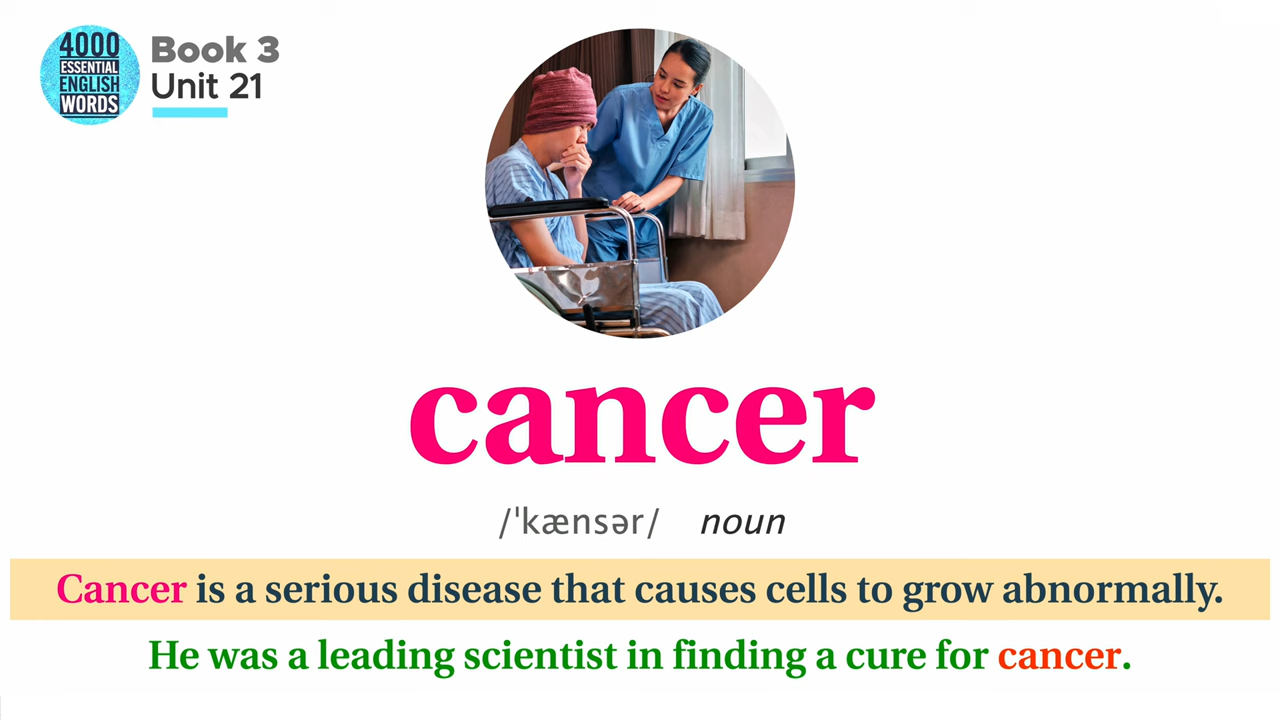 4000
ESSENTIAL
ENGLISH
WORDS
Book 3
Unit 21
cancer
/ˈkænsər/ noun
Cancer is a serious disease that causes cells to grow abnormally.
He was a leading scientist in finding a cure for cancer.